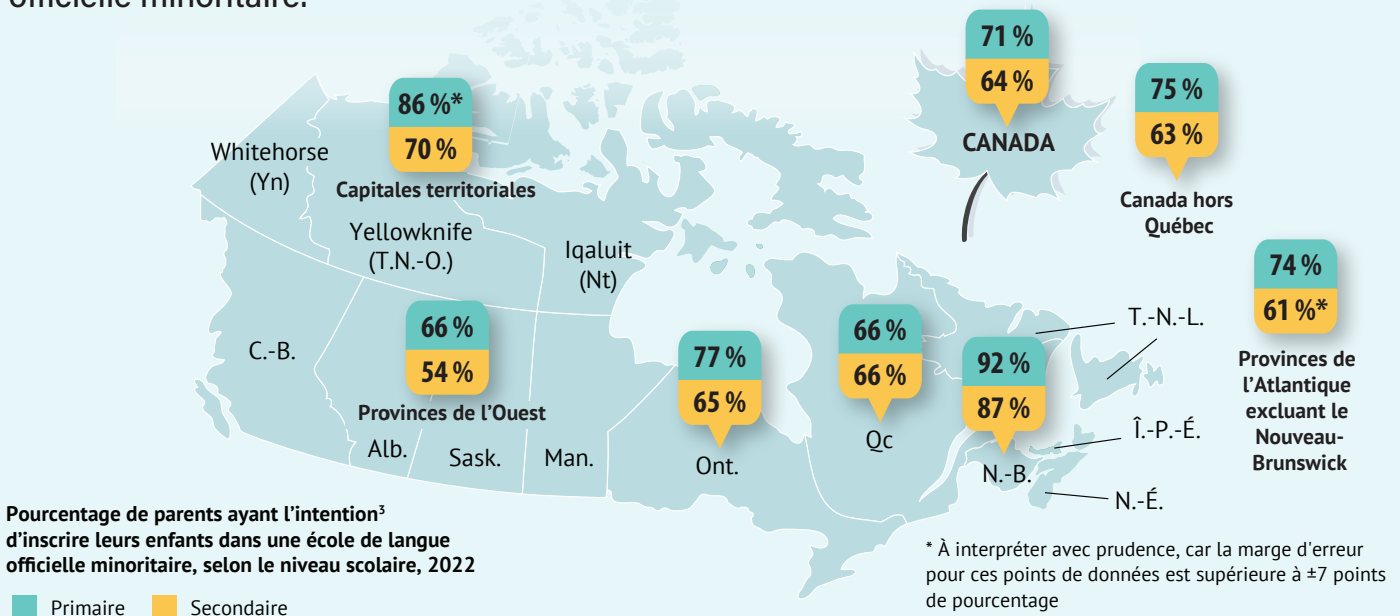 officielle minoritaire.
71 %
64 %
CANADA
75 %
63 %
Canada hors
Québec
86 %*
70 %
Capitales territoriales
Whitehorse
(Yn)
Yellowknife
(T.N.-O.)
Iqaluit
(Nt)
C.-B.
66 %
54 %
Provinces de l’Ouest
Alb.
Sask.
Man.
77 %
65 %
Ont.
66 %
66 %
Qc
92 %
87 %
N.-B.
T.-N.-L.
Î.-P.-É.
N.-É.
74 %
61 %*
Provinces de
l’Atlantique
excluant le
Nouveau-
Brunswick
Pourcentage de parents ayant l’intention³
d’inscrire leurs enfants dans une école de langue
officielle minoritaire, selon le niveau scolaire, 2022
Primaire Secondaire
* À interpréter avec prudence, car la marge d'erreur
pour ces points de données est supérieure à ±7 points
de pourcentage